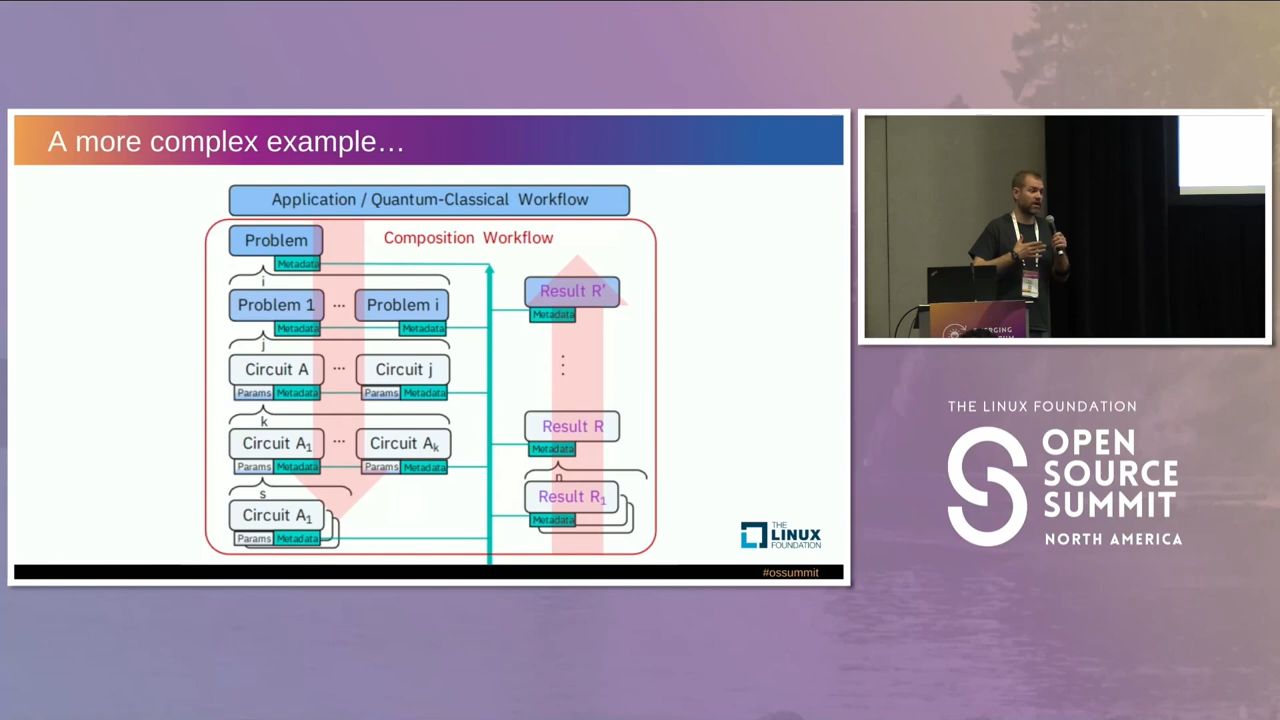 A more complex example…
Application / Quantum-Classical Workflow
Composition Workflow
Problem
Metadata
i
Problem 1
...
Problem i
Metadata
Metadata
j
Circuit A
...
Circuit j
Params
Metadata
Params
Metadata
k
Circuit A1
...
Circuit Ak
Params
Metadata
Params
Metadata
s
Circuit A1
Params
Metadata
Result R'
Metadata
Result R
Metadata
n
Result R1
Metadata
THE
LINUX
FOUNDATION
#ossummit
THE LINUX FOUNDATION
OPEN
SOURCE
SUMMIT
NORTH AMERICA